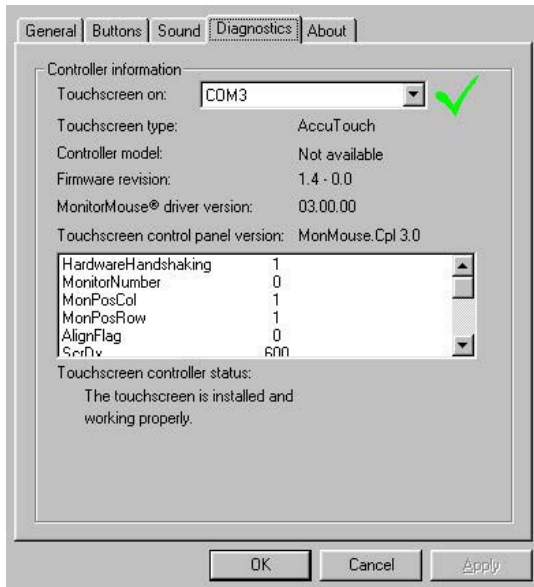 General Buttons Sound Diagnostics About
Controller information
Touchscreen on: COM3
Touchscreen type: AccuTouch
Controller model: Not available
Firmware revision: 1.4 - 0.0
MonitorMouse® driver version: 03.00.00
Touchscreen control panel version: MonMouse.Cpl 3.0
HardwareHandshaking 1
MonitorNumber 0
MonPosCol 1
MonPosRow 1
AlignFlag 0
ScrDx 600
Touchscreen controller status:
The touchscreen is installed and
working properly.
OK Cancel Apply